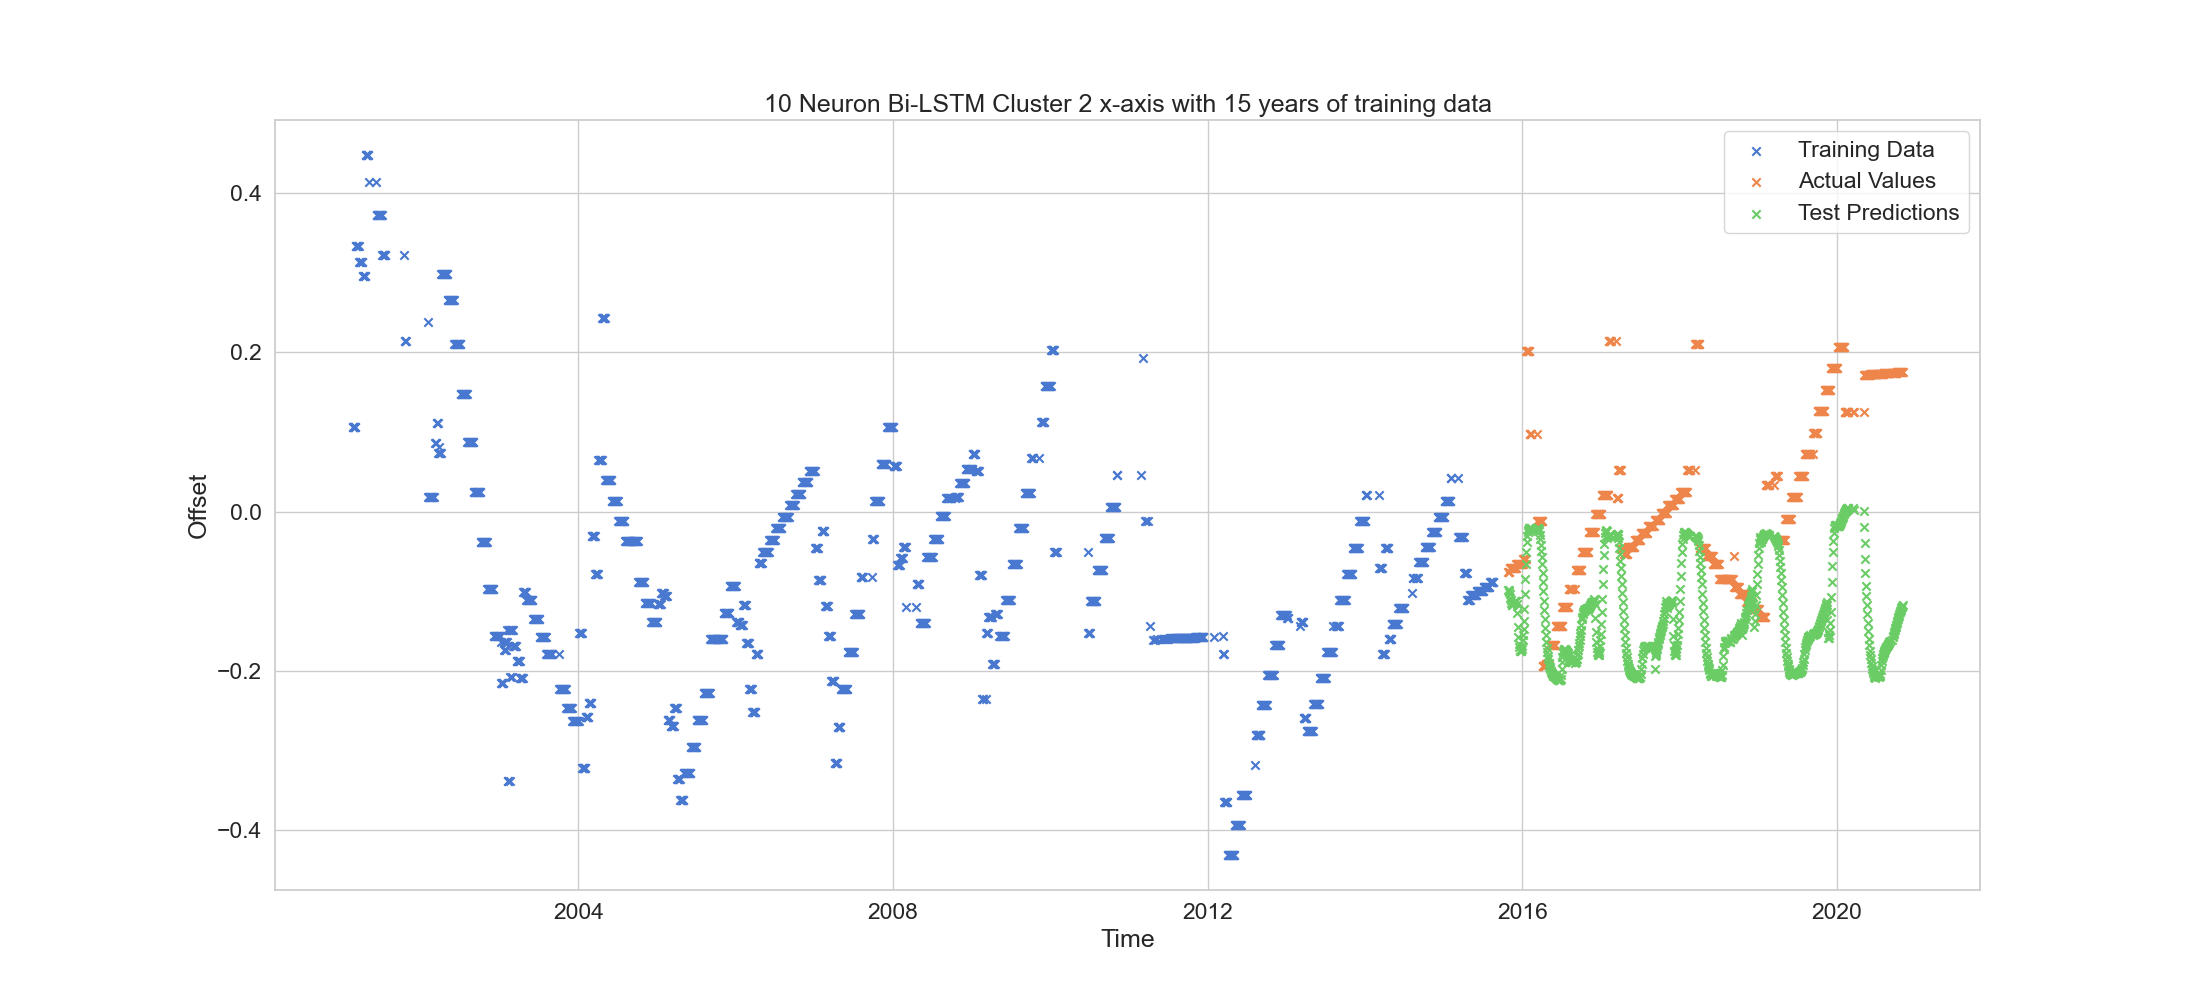 10 Neuron Bi-LSTM Cluster 2 x-axis with 15 years of training data
Training Data
Actual Values
Test Predictions
0.4
0.2
0.0
−0.2
−0.4
Offset
2004
2008
2012
2016
2020
Time